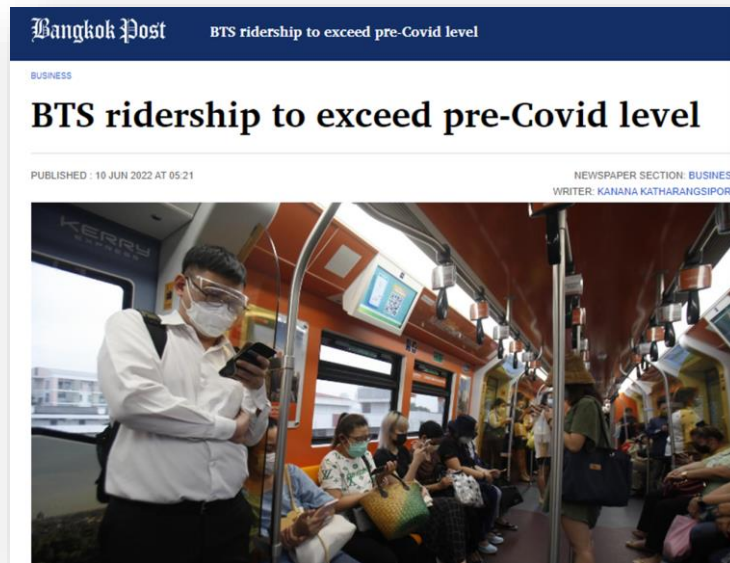 Bangkok Post
BTS ridership to exceed pre-Covid level
BUSINESS
BTS ridership to exceed pre-Covid level
PUBLISHED : 10 JUN 2022 AT 05:21
NEWSPAPER SECTION: BUSINES
WRITER: KANANA KATHARANGSIPOR
KERRY
EXPRESS